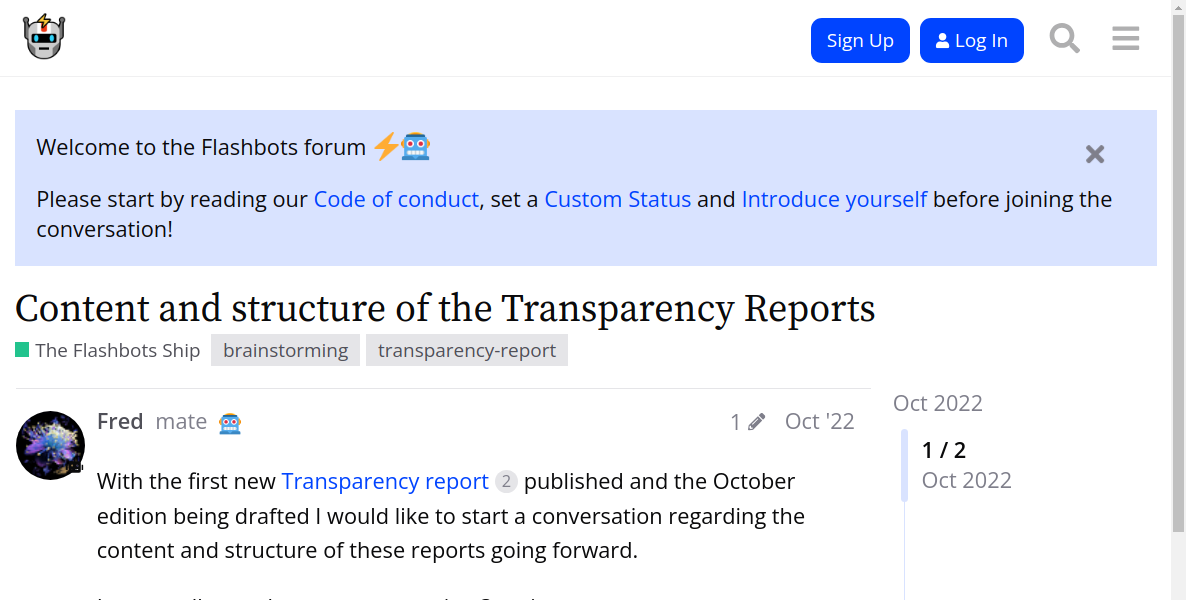 Sign Up
Log In
Welcome to the Flashbots forum
Please start by reading our Code of conduct, set a Custom Status and Introduce yourself before joining the
conversation!
Content and structure of the Transparency Reports
The Flashbots Ship brainstorming transparency-report
Fred mate 1 Oct '22
With the first new Transparency report 2 published and the October
edition being drafted I would like to start a conversation regarding the
content and structure of these reports going forward.
Oct 2022
1 / 2
Oct 2022